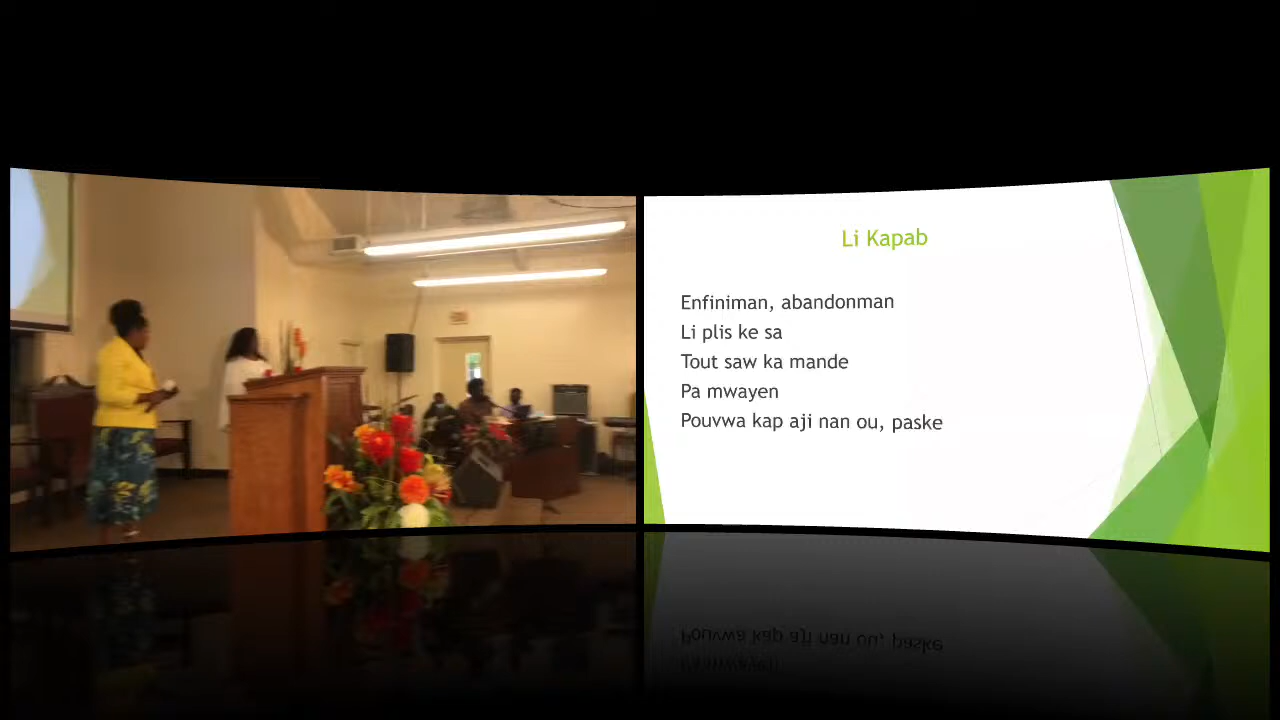 Li Kapab
Enfiniman, abandonman
Li plis ke sa
Tout saw ka mande
Pa mwayen
Pouvwa kap aji nan ou, paske